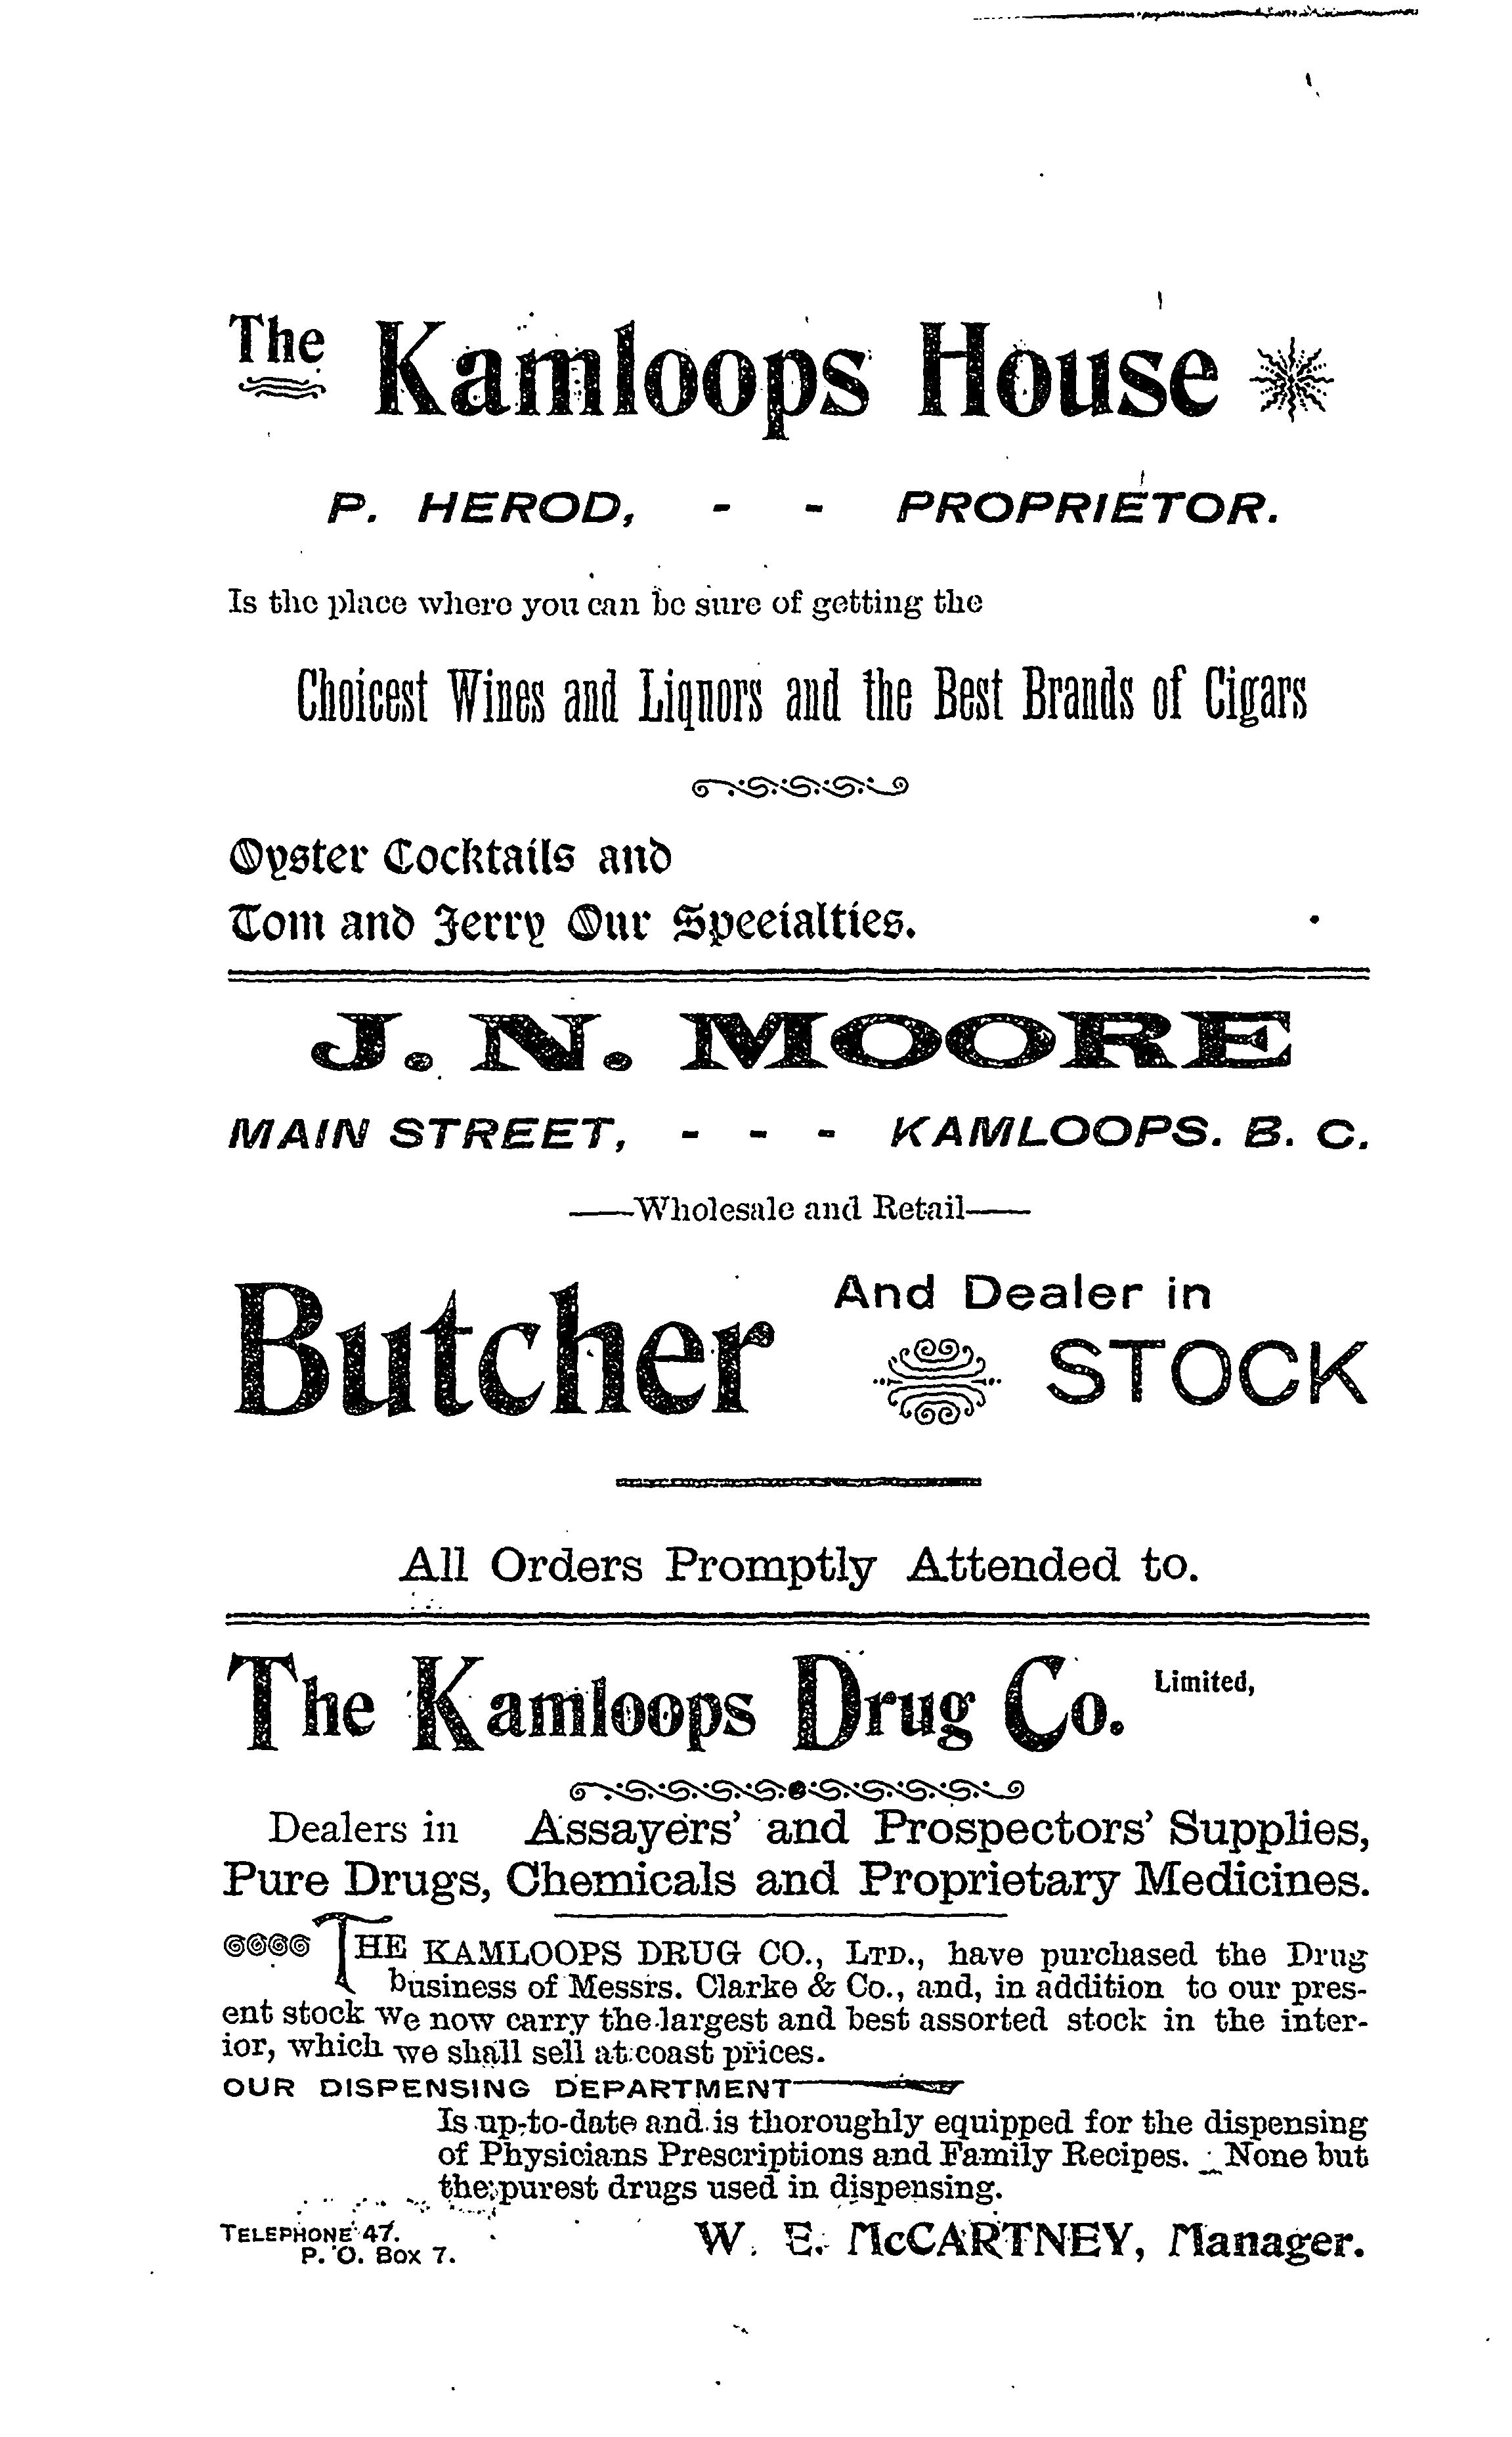 The Kamloops House
P. HEROD, - - PROPRIETOR.
Is the place where you can be sure of getting the
Choicest Wines and Liquors and the Best Brands of Cigars
Oyster Cocktails and
Tom and Jerry Our Speeialties.
J. N. MOORE
MAIN STREET, - - - KAMLOOPS. B. C.
—Wholesale and Retail—
Butcher And Dealer in
STOCK
All Orders Promptly Attended to.
The Kamloops Drug Co. Limited,
Dealers in Assayers' and Prospectors' Supplies,
Pure Drugs, Chemicals and Proprietary Medicines.
THE KAMLOOPS DRUG CO., LTD., have purchased the Drug
business of Messrs. Clarke & Co., and, in addition to our pres-
ent stock we now carry the largest and best assorted stock in the inter-
ior, which we shall sell at coast prices.
OUR DISPENSING DEPARTMENT
Is up-to-date and is thoroughly equipped for the dispensing
of Physicians Prescriptions and Family Recipes. None but
the purest drugs used in dispensing.
TELEPHONE 47.
P. O. Box 7.
W. E. McCARTNEY, Manager.